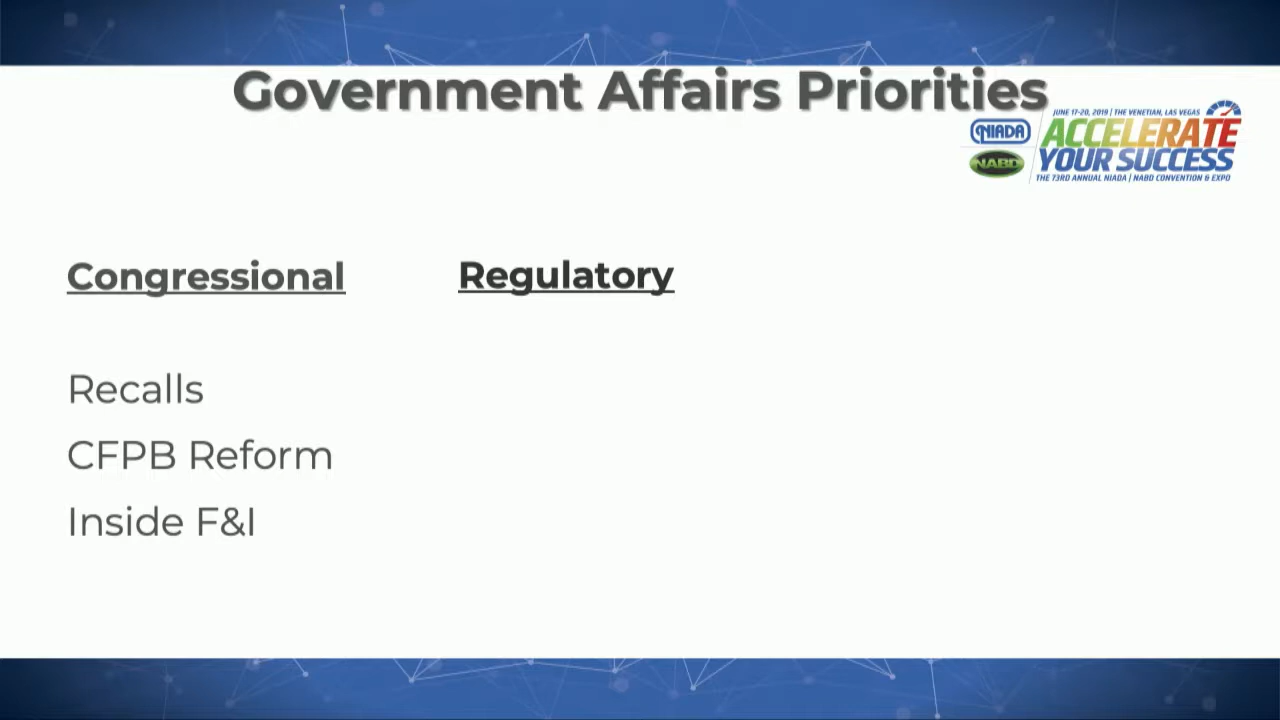 Government Affairs Priorities
JUNE 17-20, 2019 | THE VENETIAN, LAS VEGAS
NIADA
ACCELERATE
NABD
YOUR SUCCESS
THE 73RD ANNUAL NIADA | NABD CONVENTION & EXPO
Congressional
Regulatory
Recalls
CFPB Reform
Inside F&I